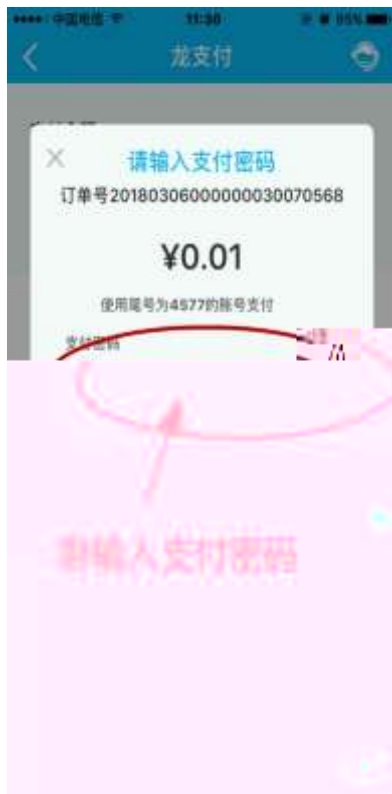 中国电信 11:30 95%
龙支付
请输入支付密码
订单号20180306000000030070568
¥0.01
使用尾号为4577的账号支付
支付密码
输入支付密码